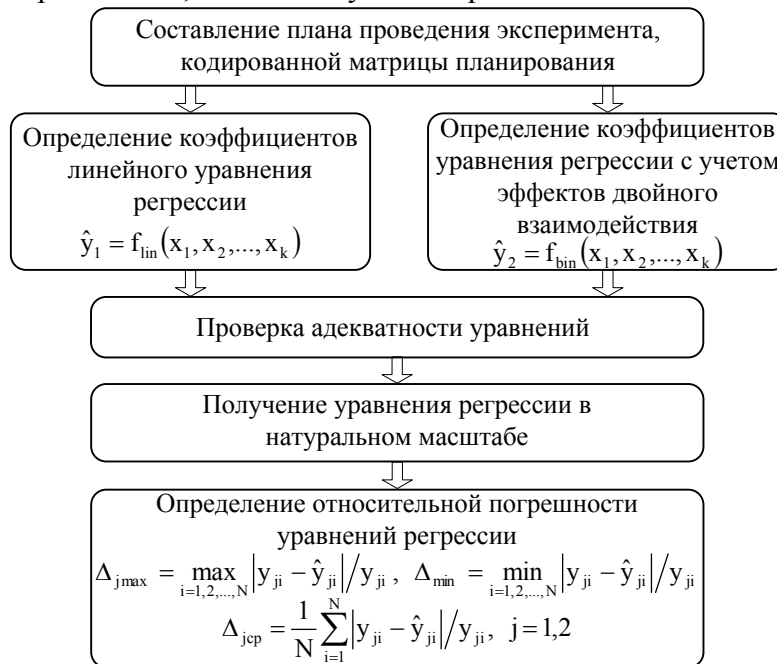 Составление плана проведения эксперимента,
кодированной матрицы планирования
Определение коэффициентов
линейного уравнения
регрессии
ŷ₁ = f_lin(x₁, x₂,..., x_k)
Определение коэффициентов
уравнения регрессии с учетом
эффектов двойного
взаимодействия
ŷ₂ = f_bin(x₁, x₂,..., x_k)
Проверка адекватности уравнений
Получение уравнения регрессии в
натуральном масштабе
Определение относительной погрешности
уравнений регрессии
Δ_jmax = max_{i=1,2,...,N} |y_ji − ŷ_ji|/y_ji , Δ_min = min_{i=1,2,...,N} |y_ji − ŷ_ji|/y_ji
Δ_jcp = 1/N ∑_{i=1}^{N} |y_ji − ŷ_ji|/y_ji, j = 1,2